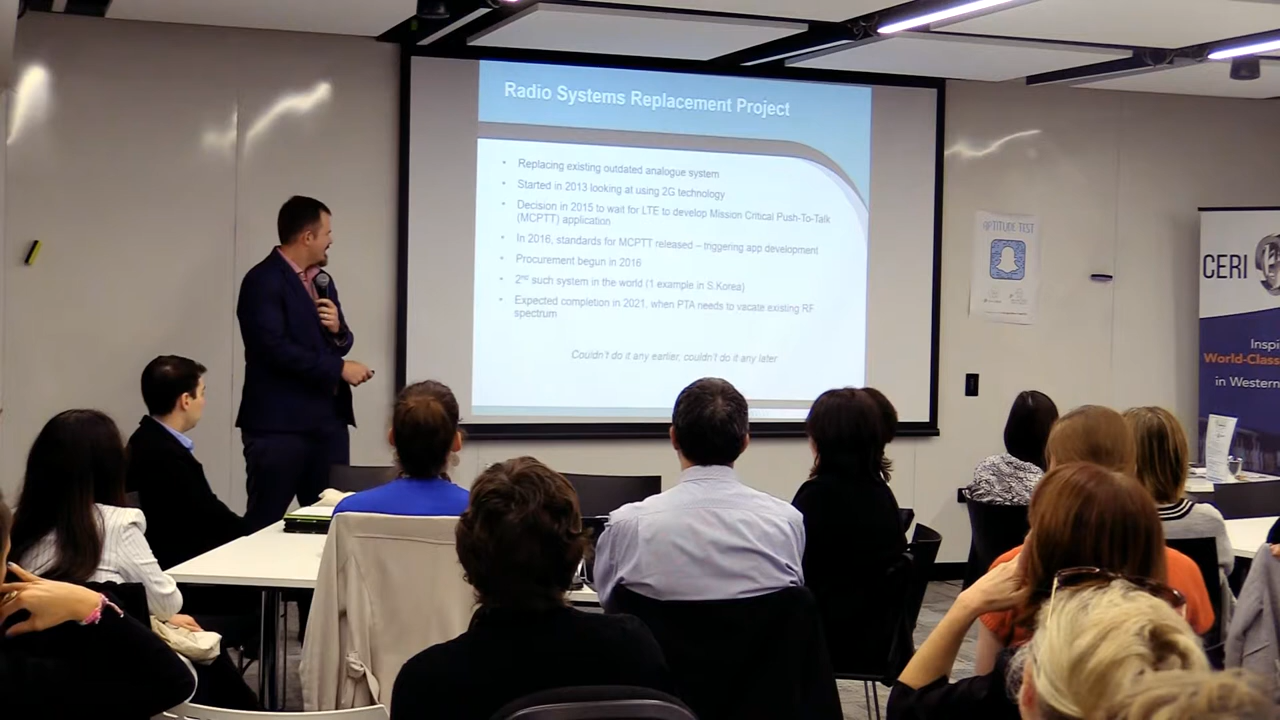 Radio Systems Replacement Project
• Replacing existing outdated analogue system
• Started in 2013 looking at using 2G technology
• Decision in 2015 to wait for LTE to develop Mission Critical Push-To-Talk
(MCPTT) application
• In 2016, standards for MCPTT released – triggering app development
• Procurement begun in 2016
• 2nd such system in the world (1 example in S.Korea)
• Expected completion in 2021, when PTA needs to vacate existing RF
spectrum
Couldn't do it any earlier, couldn't do it any later
APTITUDE TEST
CERI
Inspi
World-Class
in Western